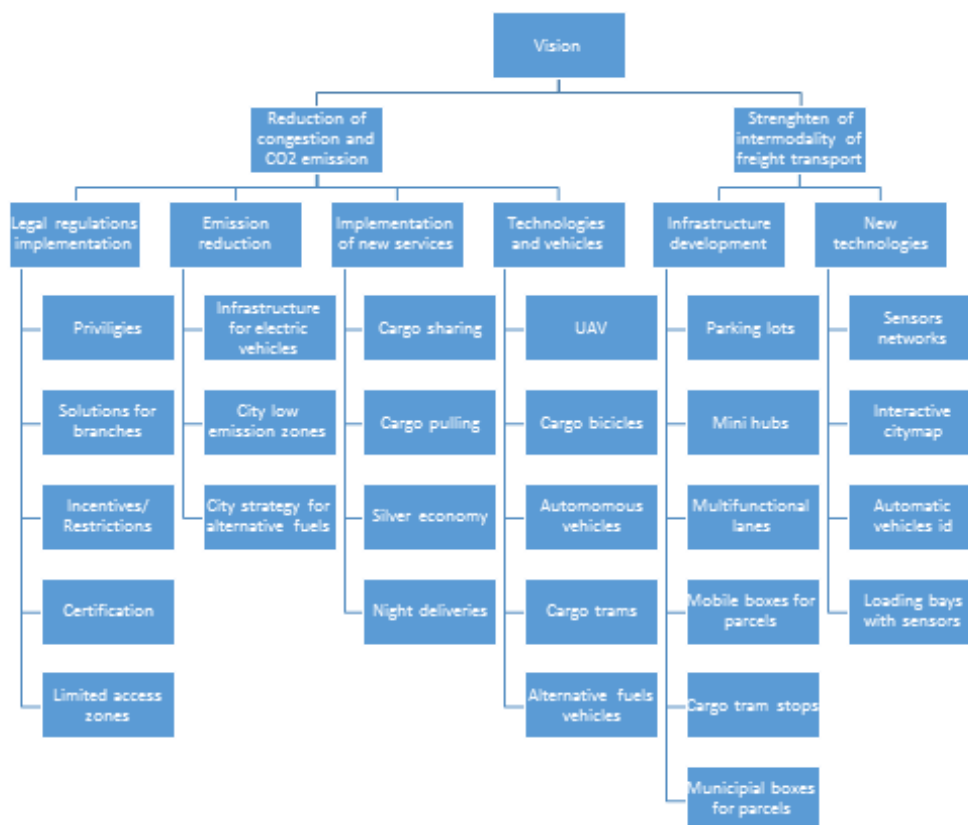 Vision
Reduction of
congestion and
CO2 emission
Strenghten of
intermodality of
freight transport
Legal regulations
implementation
Emission
reduction
Implementation
of new services
Technologies
and vehicles
Infrastructure
development
New
technologies
Priviligies
Solutions for
branches
Incentives/
Restrictions
Certification
Limited access
zones
Infrastructure
for electric
vehicles
City low
emission zones
City strategy for
alternative fuels
Cargo sharing
Cargo pulling
Silver economy
Night deliveries
UAV
Cargo bicicles
Automomous
vehicles
Cargo trams
Alternative fuels
vehicles
Parking lots
Mini hubs
Multifunctional
lanes
Mobile boxes for
parcels
Cargo tram stops
Municipial boxes
for parcels
Sensors
networks
Interactive
citymap
Automatic
vehicles id
Loading bays
with sensors